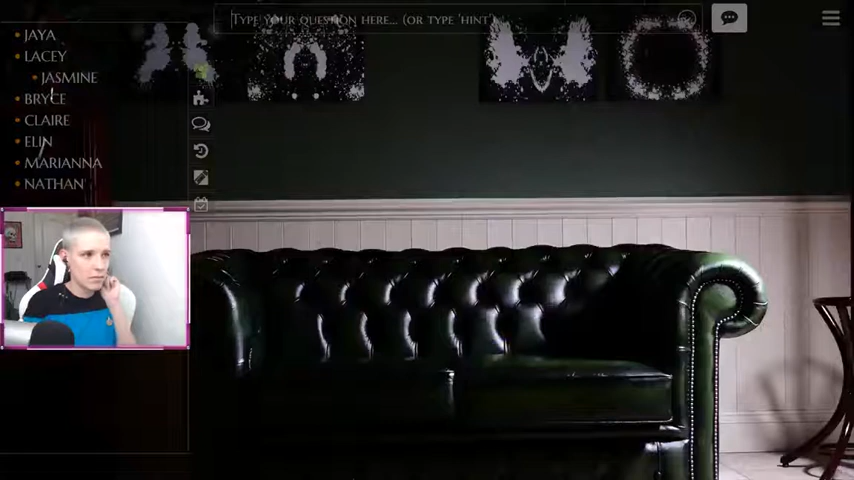 Type your question here... (or type 'hint')
Jaya
Lacey
Jasmine
Bryce
Claire
Elin
Marianna
Nathan